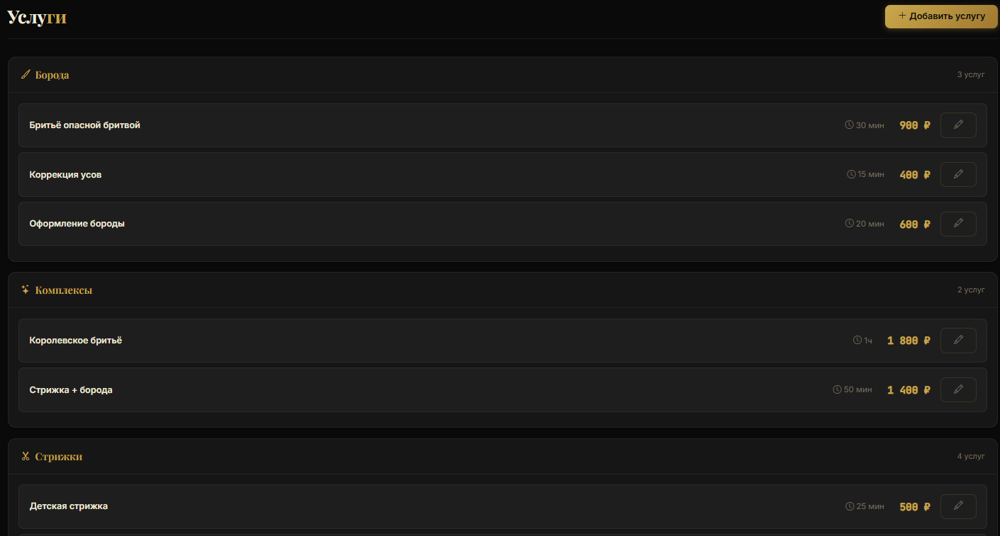 Услуги
+ Добавить услугу
Борода 3 услуг
Бритьё опасной бритвой 30 мин 900 ₽
Коррекция усов 15 мин 400 ₽
Оформление бороды 20 мин 600 ₽
Комплексы 2 услуг
Королевское бритьё 1ч 1 800 ₽
Стрижка + борода 50 мин 1 400 ₽
Стрижки 4 услуг
Детская стрижка 25 мин 500 ₽